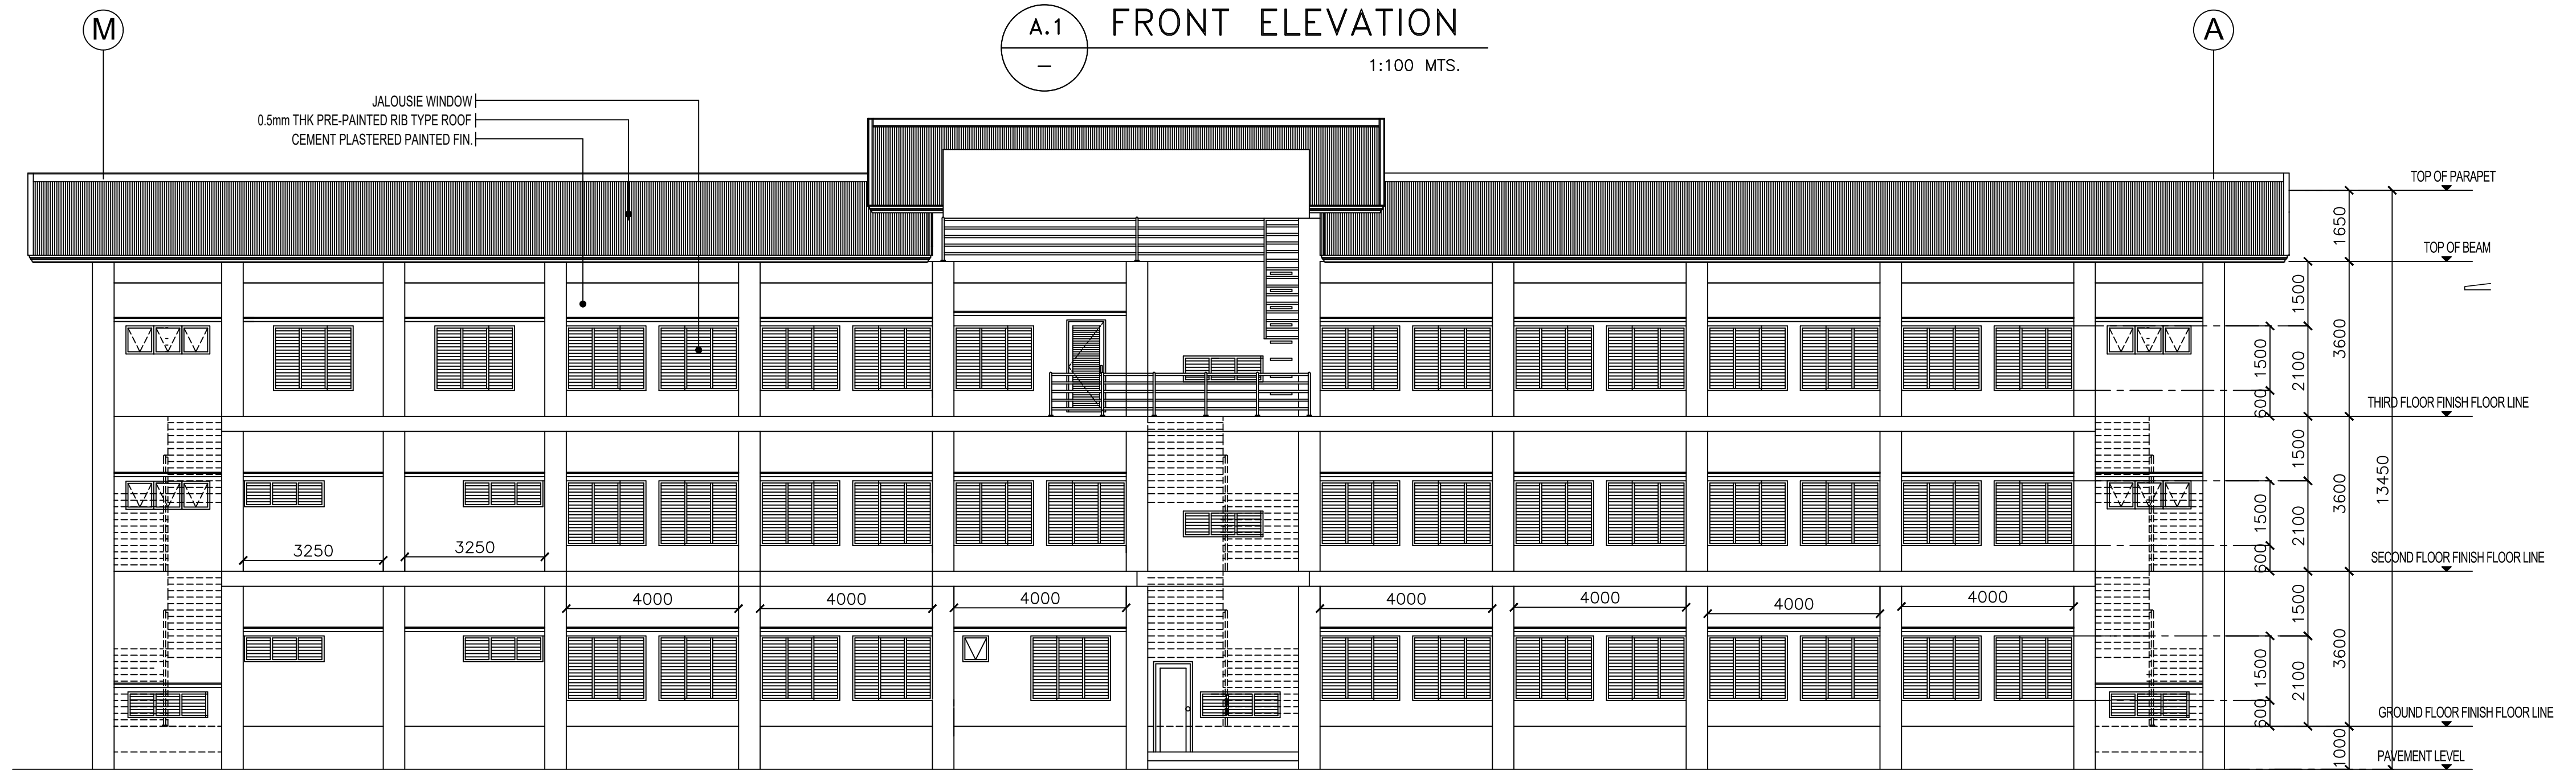 M
A.1
–
FRONT ELEVATION
1:100 MTS.
A
JALOUSIE WINDOW
0.5mm THK PRE-PAINTED RIB TYPE ROOF
CEMENT PLASTERED PAINTED FIN.
TOP OF PARAPET
1650
TOP OF BEAM
1500
3600
1500
2100
600
THIRD FLOOR FINISH FLOOR LINE
1500
3600
13450
1500
2100
600
3250
3250
SECOND FLOOR FINISH FLOOR LINE
4000
4000
4000
4000
4000
4000
4000
1500
3600
1500
2100
600
GROUND FLOOR FINISH FLOOR LINE
1000
PAVEMENT LEVEL